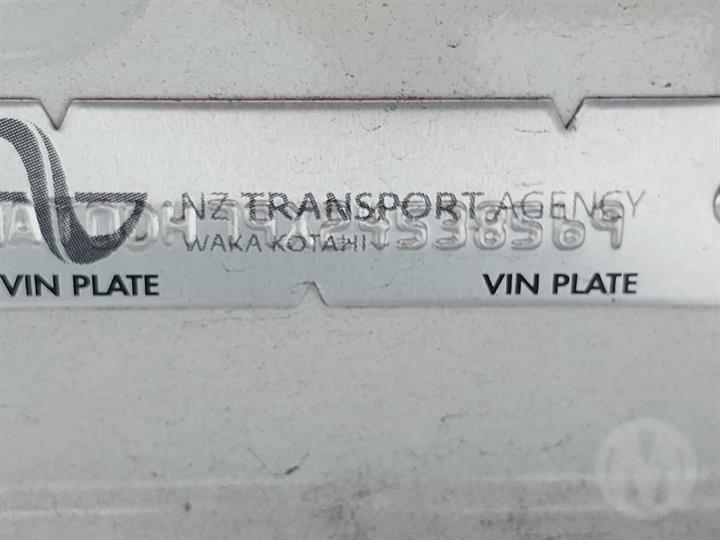 NZ TRANSPORT AGENCY
WAKA KOTAHI
VIN PLATE VIN PLATE